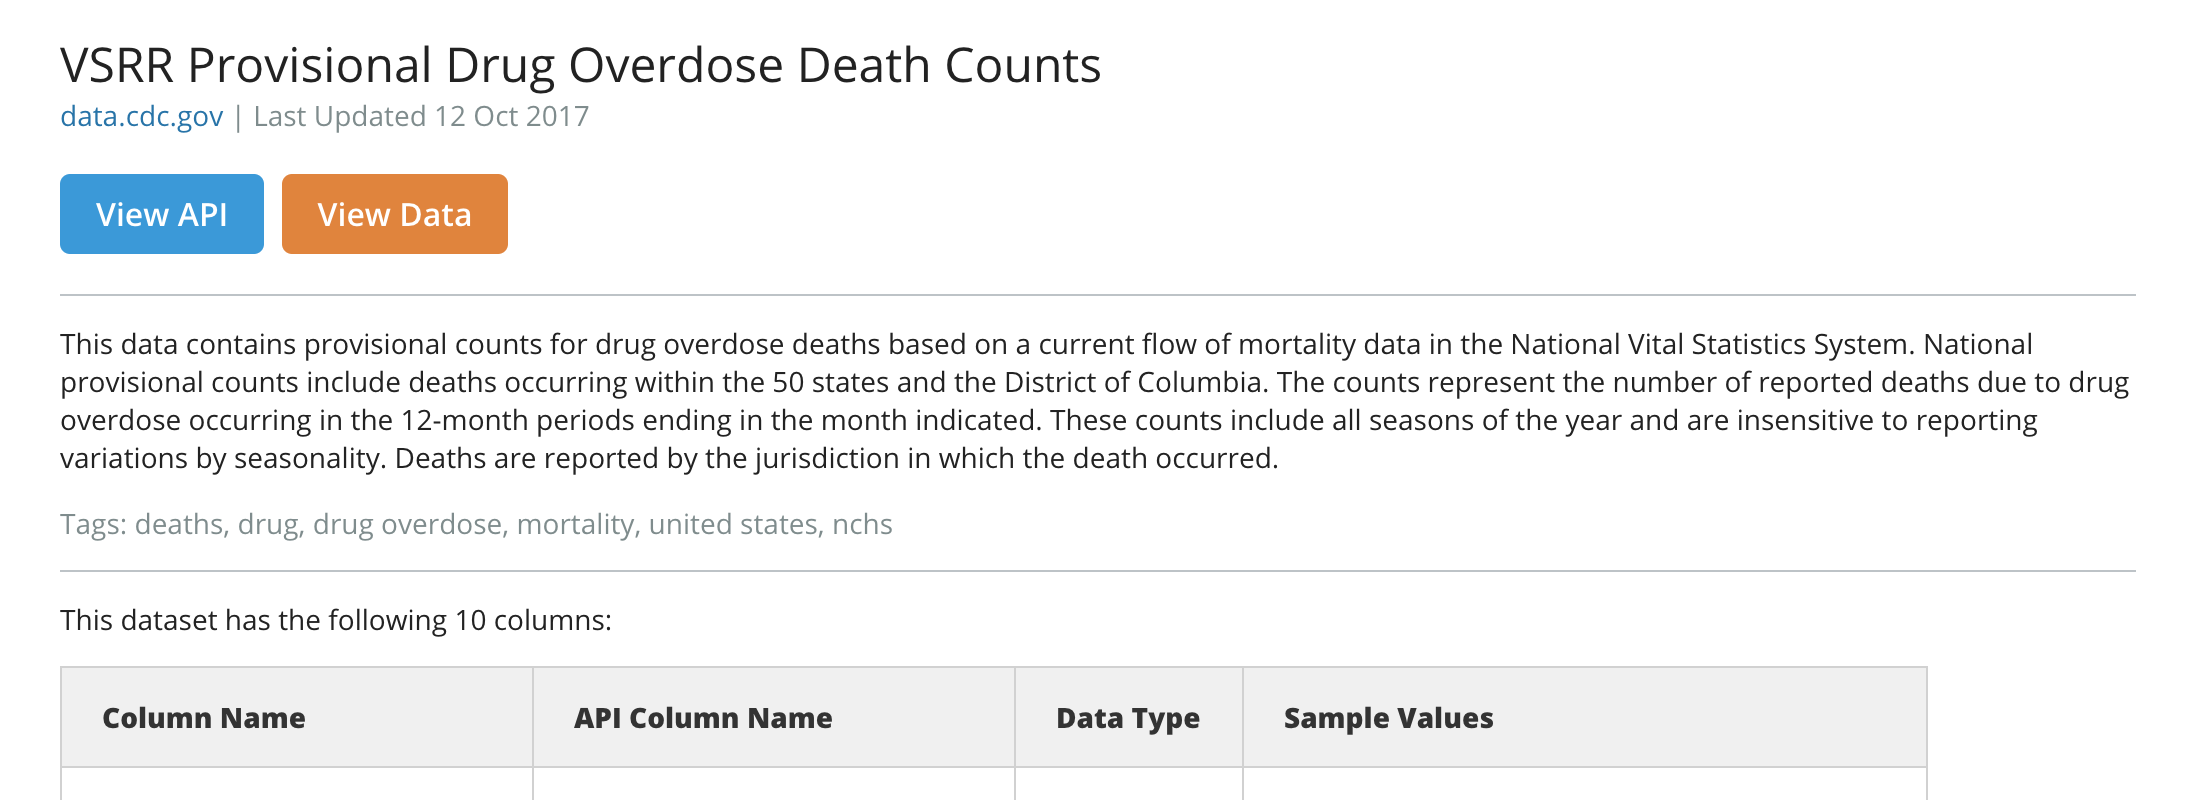 VSRR Provisional Drug Overdose Death Counts
data.cdc.gov | Last Updated 12 Oct 2017
View API View Data
This data contains provisional counts for drug overdose deaths based on a current flow of mortality data in the National Vital Statistics System. National
provisional counts include deaths occurring within the 50 states and the District of Columbia. The counts represent the number of reported deaths due to drug
overdose occurring in the 12-month periods ending in the month indicated. These counts include all seasons of the year and are insensitive to reporting
variations by seasonality. Deaths are reported by the jurisdiction in which the death occurred.
Tags: deaths, drug, drug overdose, mortality, united states, nchs
This dataset has the following 10 columns:
Column Name API Column Name Data Type Sample Values